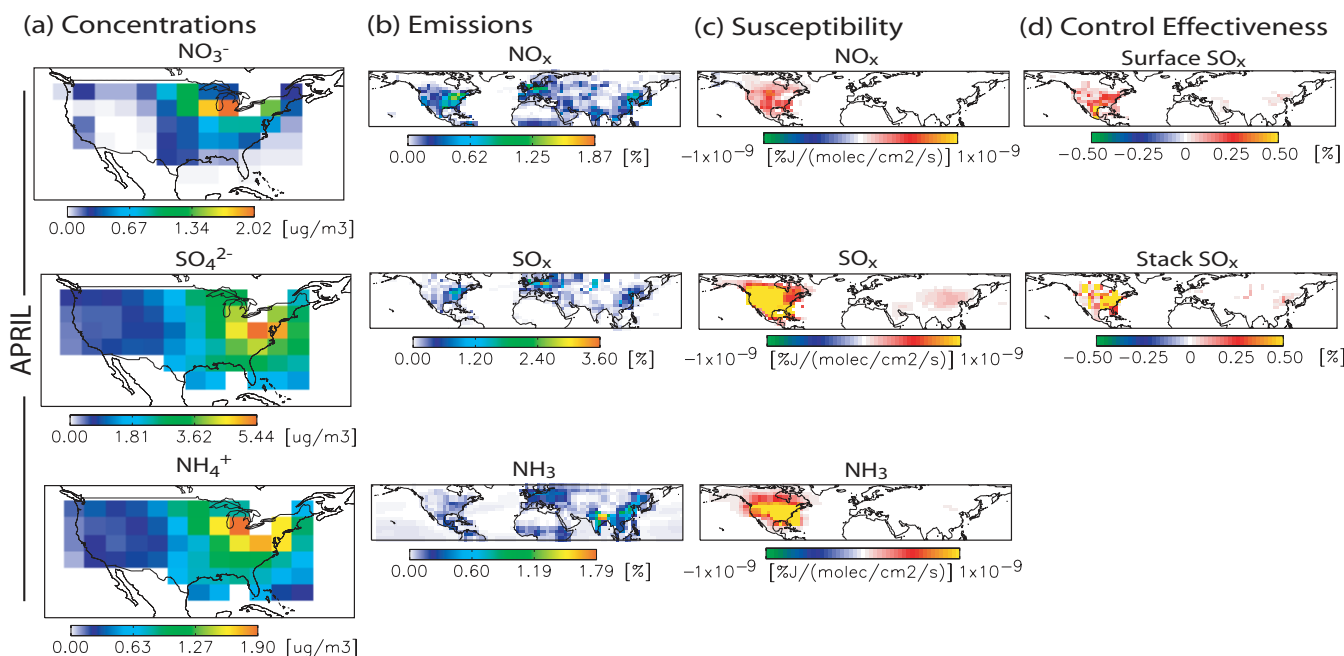 (a) Concentrations
(b) Emissions
(c) Susceptibility
(d) Control Effectiveness
NO₃⁻
NOₓ
NOₓ
Surface SOₓ
0.00 0.67 1.34 2.02 [ug/m3]
0.00 0.62 1.25 1.87 [%]
−1x10⁻⁹ [%J/(molec/cm2/s)] 1x10⁻⁹
−0.50 −0.25 0 0.25 0.50 [%]
APRIL
SO₄²⁻
SOₓ
SOₓ
Stack SOₓ
0.00 1.81 3.62 5.44 [ug/m3]
0.00 1.20 2.40 3.60 [%]
−1x10⁻⁹ [%J/(molec/cm2/s)] 1x10⁻⁹
−0.50 −0.25 0 0.25 0.50 [%]
NH₄⁺
NH₃
NH₃
0.00 0.63 1.27 1.90 [ug/m3]
0.00 0.60 1.19 1.79 [%]
−1x10⁻⁹ [%J/(molec/cm2/s)] 1x10⁻⁹